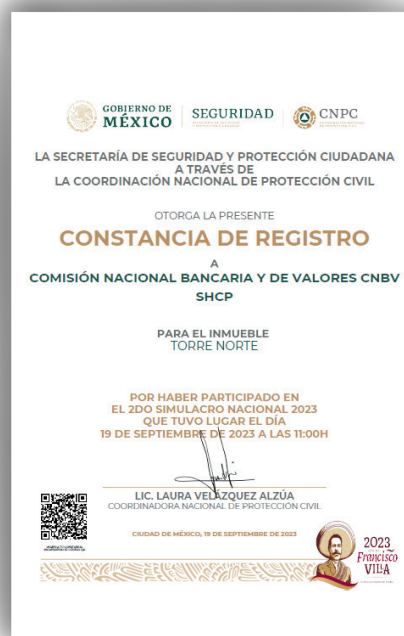 GOBIERNO DE
MÉXICO
SEGURIDAD
CNPC
LA SECRETARÍA DE SEGURIDAD Y PROTECCIÓN CIUDADANA
A TRAVÉS DE
LA COORDINACIÓN NACIONAL DE PROTECCIÓN CIVIL
OTORGA LA PRESENTE
CONSTANCIA DE REGISTRO
A
COMISIÓN NACIONAL BANCARIA Y DE VALORES CNBV
SHCP
PARA EL INMUEBLE
TORRE NORTE
POR HABER PARTICIPADO EN
EL 2DO SIMULACRO NACIONAL 2023
QUE TUVO LUGAR EL DÍA
19 DE SEPTIEMBRE DE 2023 A LAS 11:00H
LIC. LAURA VELÁZQUEZ ALZÚA
COORDINADORA NACIONAL DE PROTECCIÓN CIVIL
CIUDAD DE MÉXICO, 19 DE SEPTIEMBRE DE 2023
2023
Francisco
VILLA